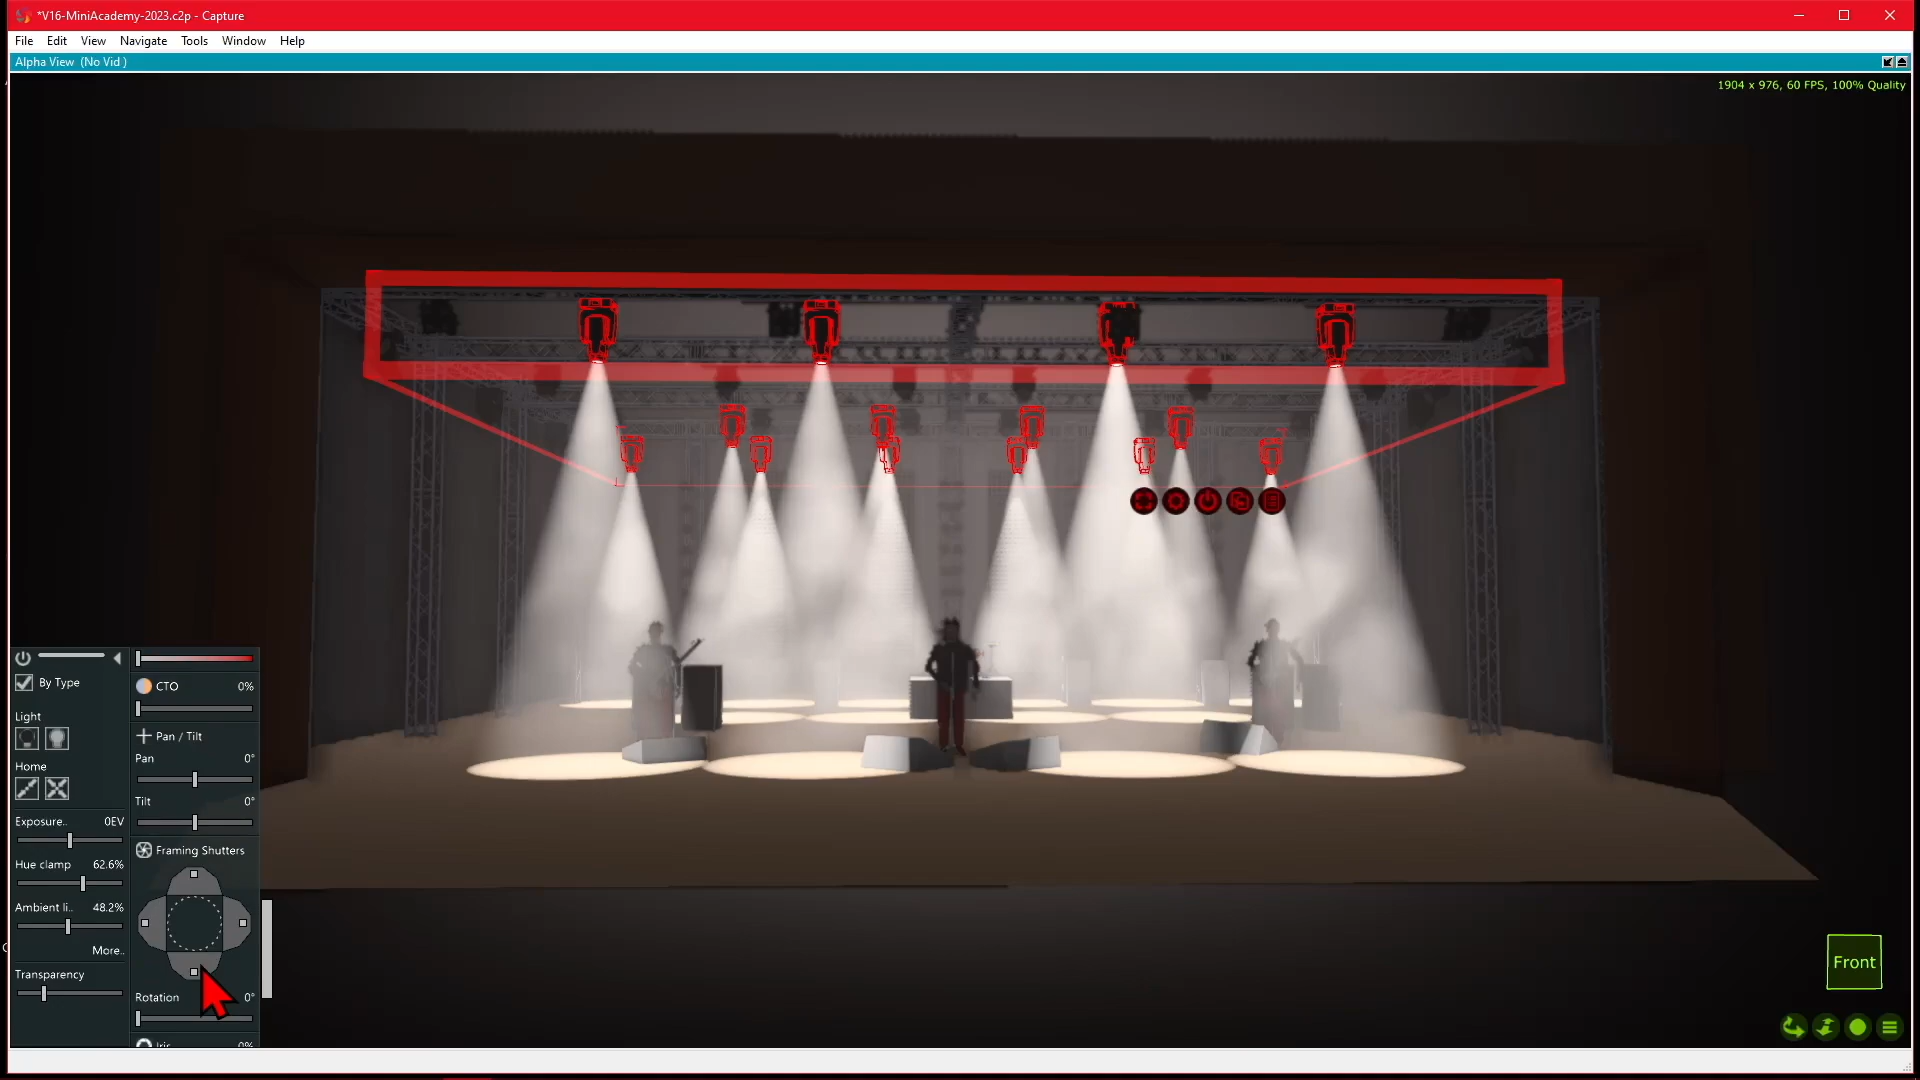 *V16-MiniAcademy-2023.c2p - Capture
File Edit View Navigate Tools Window Help
Alpha View (No Vid )
1904 x 976, 60 FPS, 100% Quality
By Type
Light
Home
Exposure.. 0EV
Hue clamp 62.6%
Ambient li.. 48.2%
More..
Transparency
CTO 0%
Pan / Tilt
Pan 0°
Tilt 0°
Framing Shutters
Rotation 0°
Iris 0%
Front